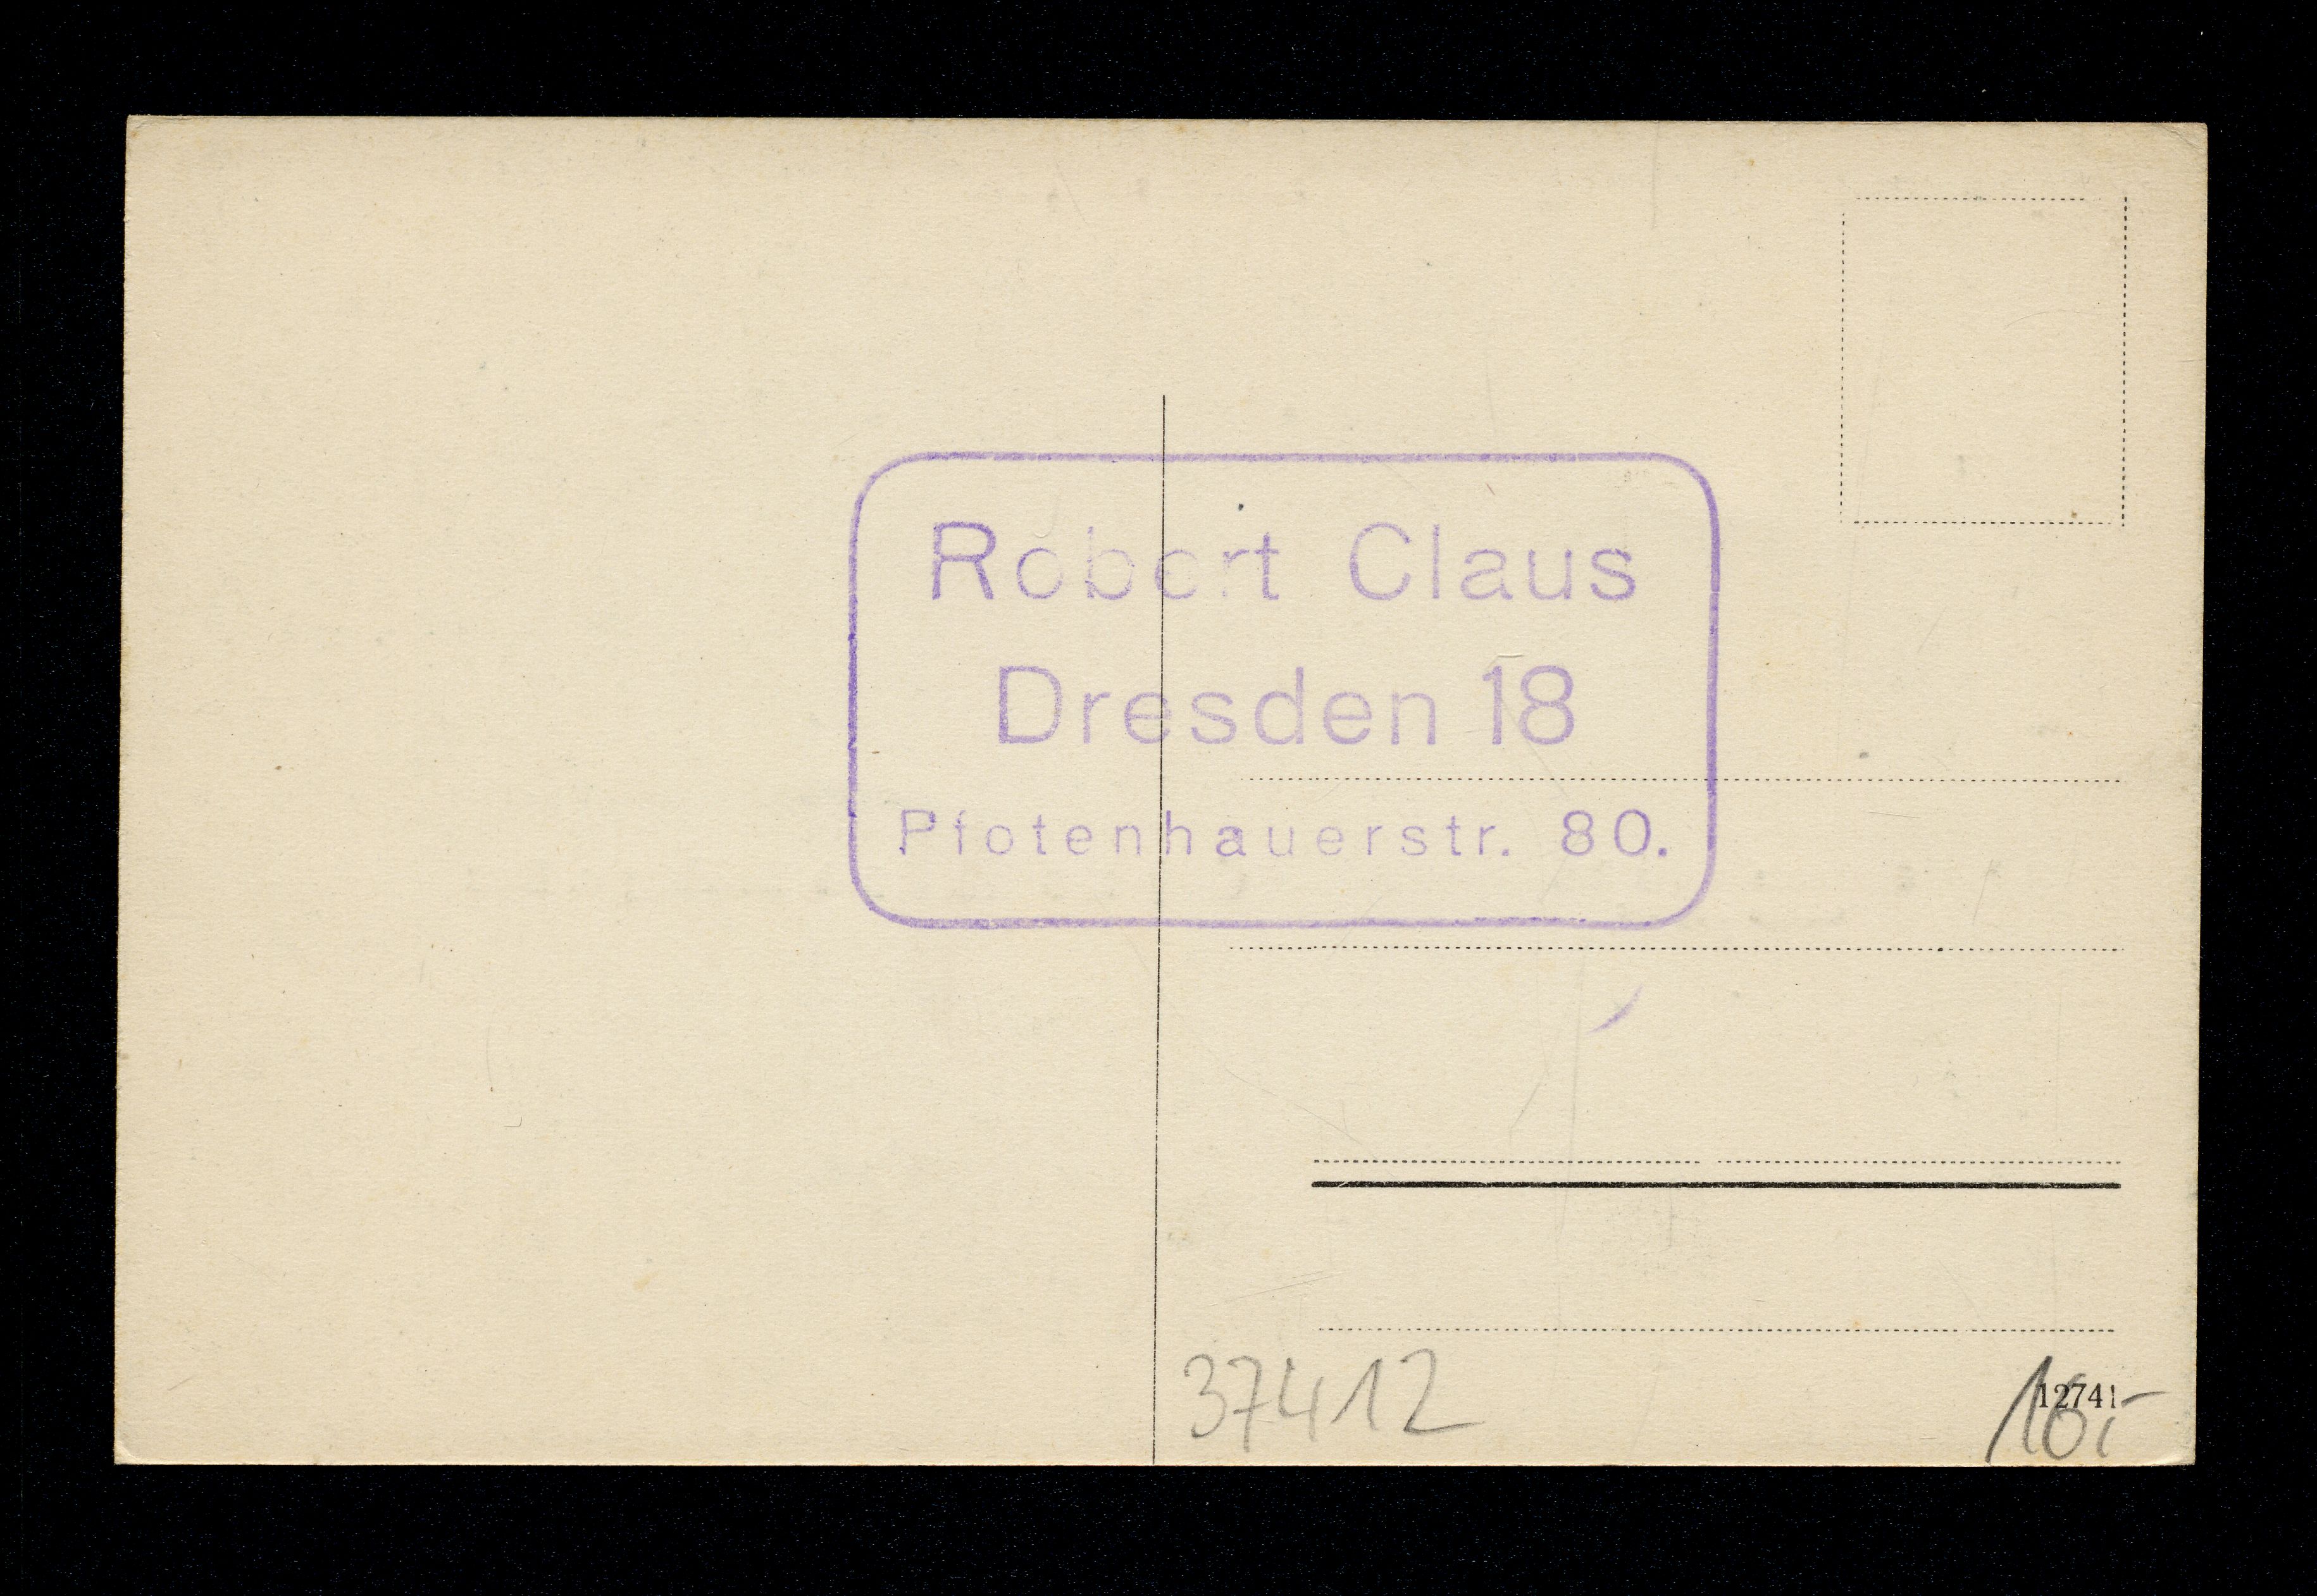 Robert Claus
Dresden 18
Pfotenhauerstr. 80.
37412
12741